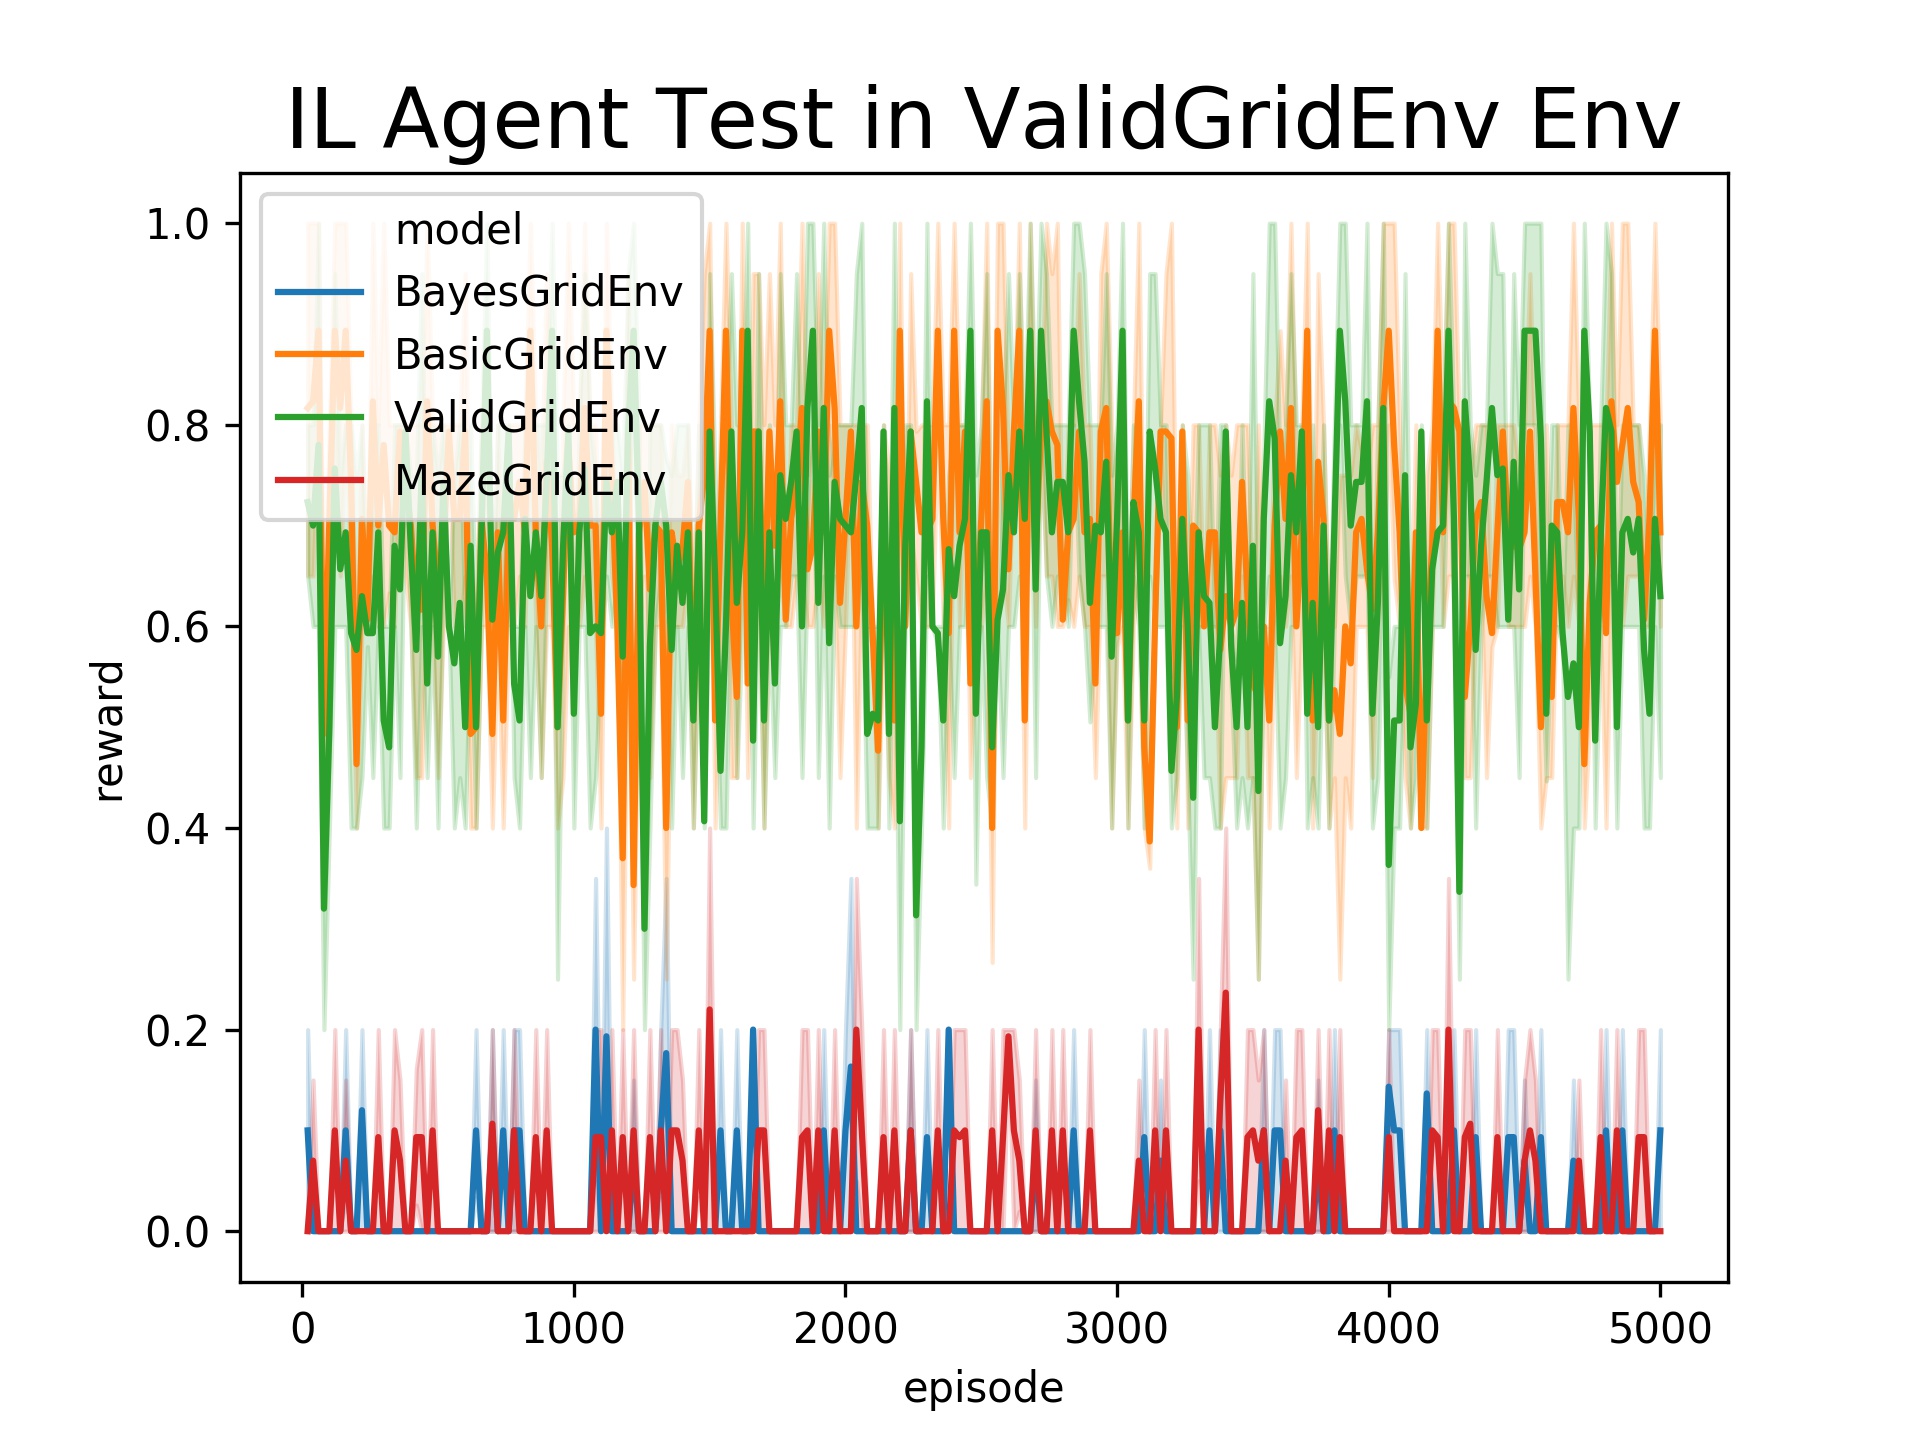 IL Agent Test in ValidGridEnv Env
model
BayesGridEnv
BasicGridEnv
ValidGridEnv
MazeGridEnv
1.0
0.8
0.6
0.4
0.2
0.0
reward
0 1000 2000 3000 4000 5000
episode